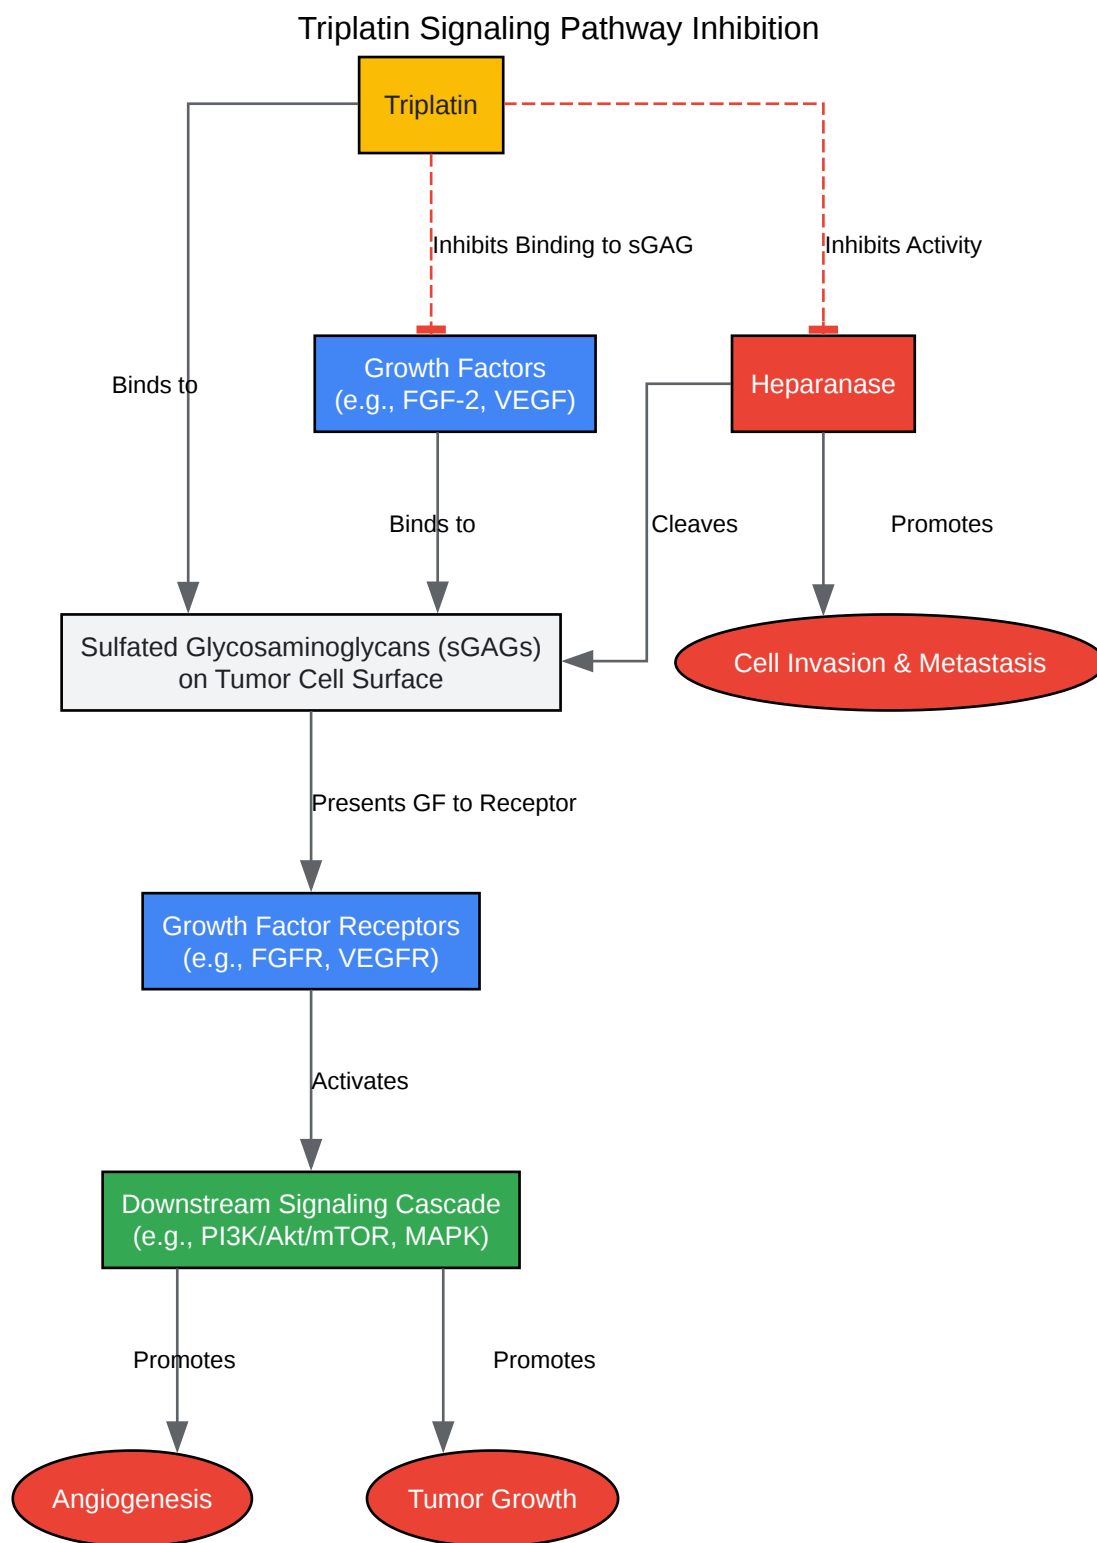 Triplatin Signaling Pathway Inhibition
Triplatin
Inhibits Binding to sGAG
Inhibits Activity
Binds to
Growth Factors
(e.g., FGF-2, VEGF)
Heparanase
Binds to
Cleaves
Promotes
Sulfated Glycosaminoglycans (sGAGs)
on Tumor Cell Surface
Cell Invasion & Metastasis
Presents GF to Receptor
Growth Factor Receptors
(e.g., FGFR, VEGFR)
Activates
Downstream Signaling Cascade
(e.g., PI3K/Akt/mTOR, MAPK)
Promotes
Promotes
Angiogenesis
Tumor Growth